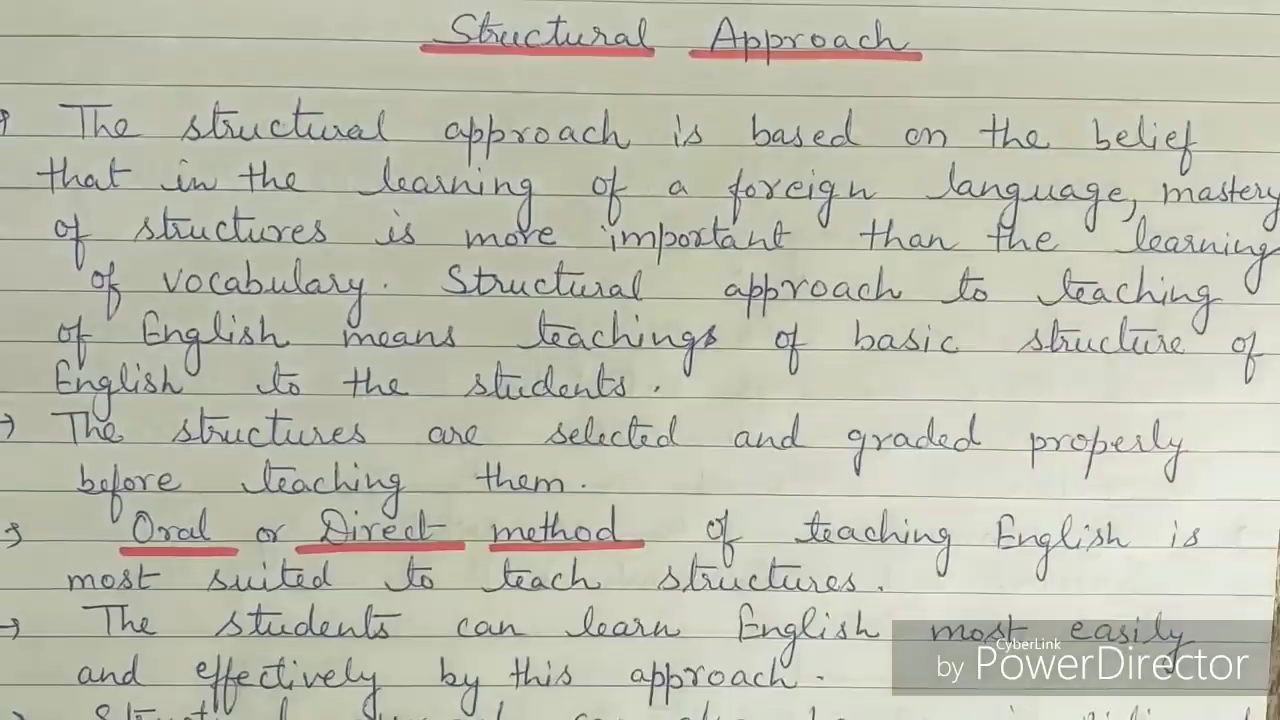 Structural Approach
→ The structural approach is based on the belief
that in the learning of a foreign language, mastery
of structures is more important than the learning
of vocabulary. Structural approach to teaching
of English means teachings of basic structure of
English to the students.
→ The structures are selected and graded properly
before teaching them.
→ Oral or Direct method of teaching English is
most suited to teach structures.
→ The students can learn English most easily
and effectively by this approach.
CyberLink
by PowerDirector